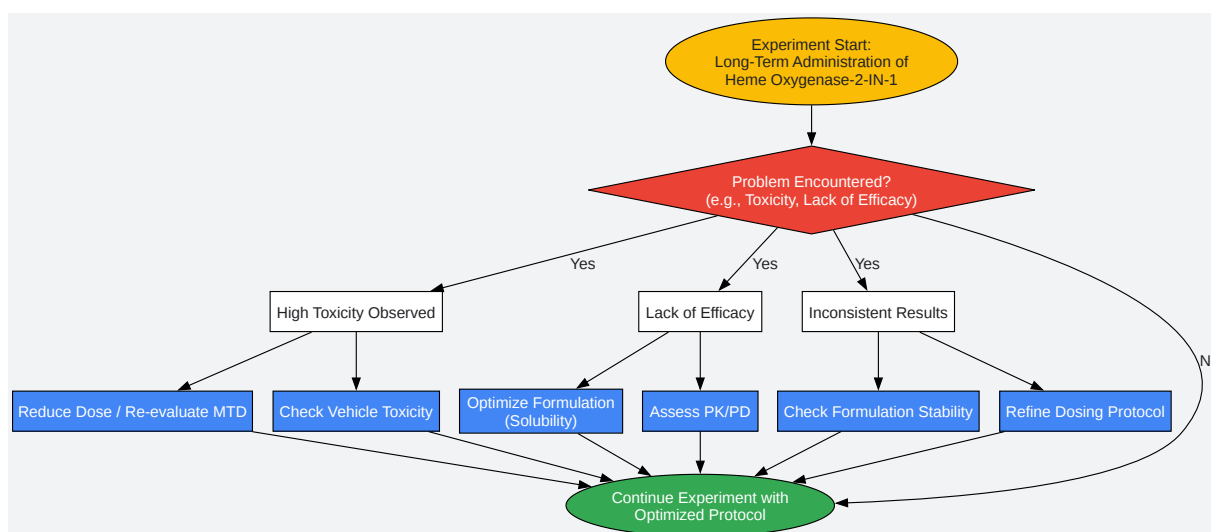 Experiment Start:
Long-Term Administration of
Heme Oxygenase-2-IN-1
Problem Encountered?
(e.g., Toxicity, Lack of Efficacy)
Yes
Yes
Yes
High Toxicity Observed
Lack of Efficacy
Inconsistent Results
N
Reduce Dose / Re-evaluate MTD
Check Vehicle Toxicity
Optimize Formulation
(Solubility)
Assess PK/PD
Check Formulation Stability
Refine Dosing Protocol
Continue Experiment with
Optimized Protocol